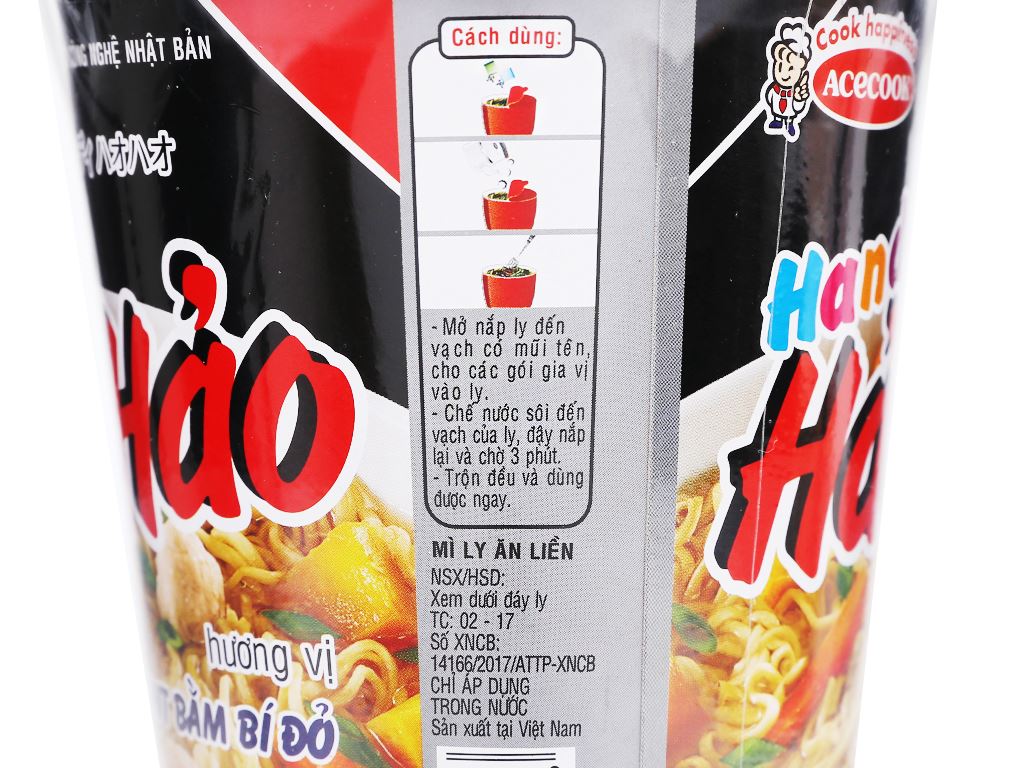 NGHỆ NHẬT BẢN
ハオハオ
Hảo
hương vị
BẰM BÍ ĐỎ
Cách dùng:
- Mở nắp ly đến
vạch có mũi tên,
cho các gói gia vị
vào ly.
- Chế nước sôi đến
vạch của ly, đậy nắp
lại và chờ 3 phút.
- Trộn đều và dùng
được ngay.
MÌ LY ĂN LIỀN
NSX/HSD:
Xem dưới đáy ly
TC: 02 - 17
Số XNCB:
14166/2017/ATTP-XNCB
CHỈ ÁP DỤNG
TRONG NƯỚC
Sản xuất tại Việt Nam
Cook happiness
ACECOOK
Hang